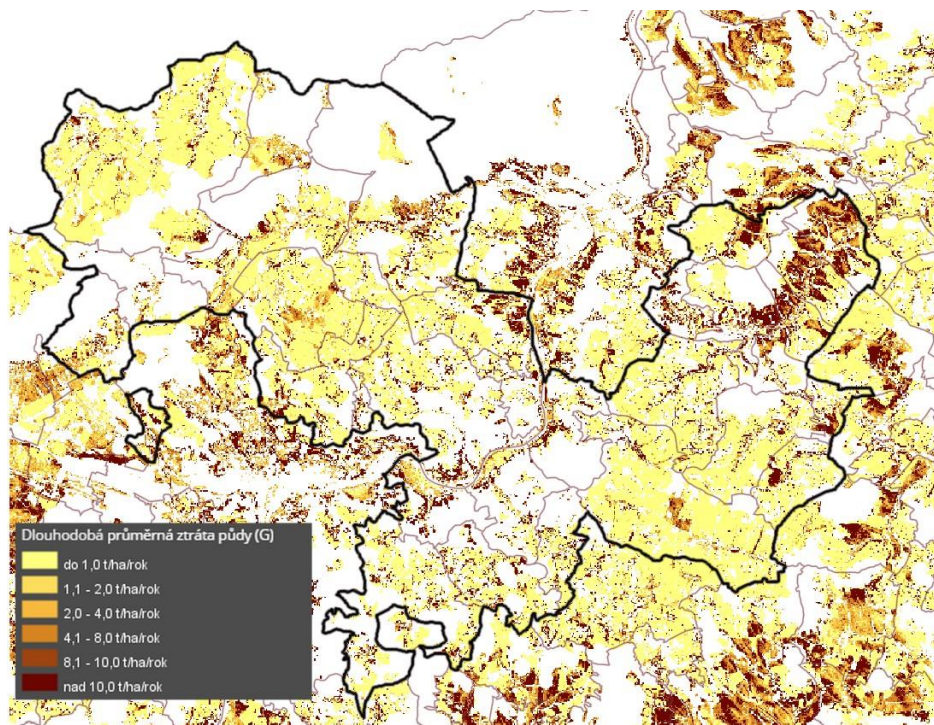 Dlouhodobá průměrná ztráta půdy (G)
do 1,0 t/ha/rok
1,1 - 2,0 t/ha/rok
2,0 - 4,0 t/ha/rok
4,1 - 8,0 t/ha/rok
8,1 - 10,0 t/ha/rok
nad 10,0 t/ha/rok